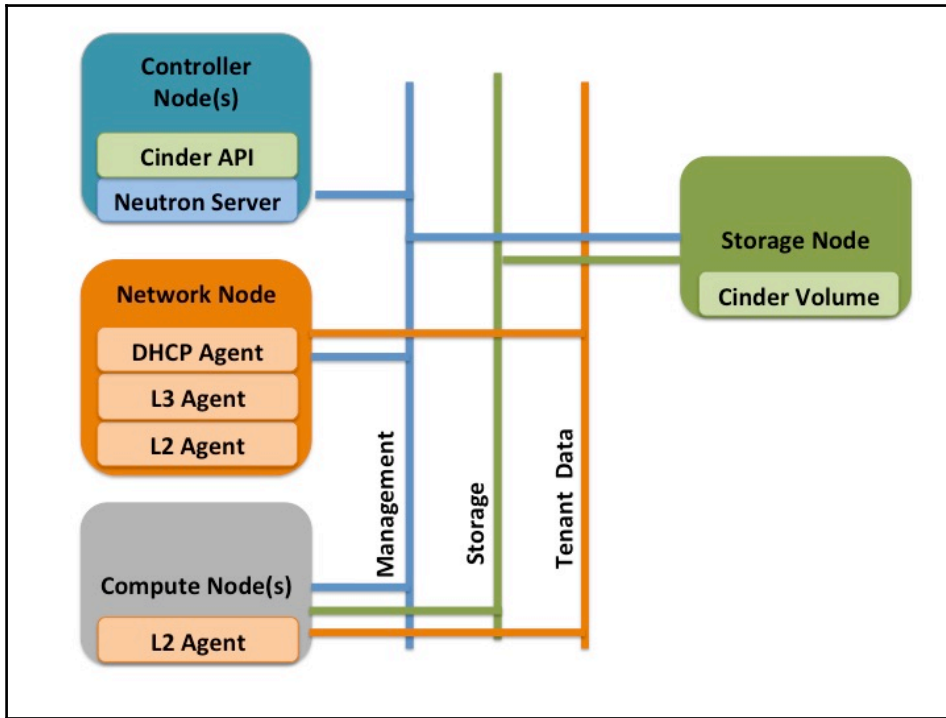 Controller
Node(s)
Cinder API
Neutron Server
Network Node
DHCP Agent
L3 Agent
L2 Agent
Compute Node(s)
L2 Agent
Management
Storage
Tenant Data
Storage Node
Cinder Volume